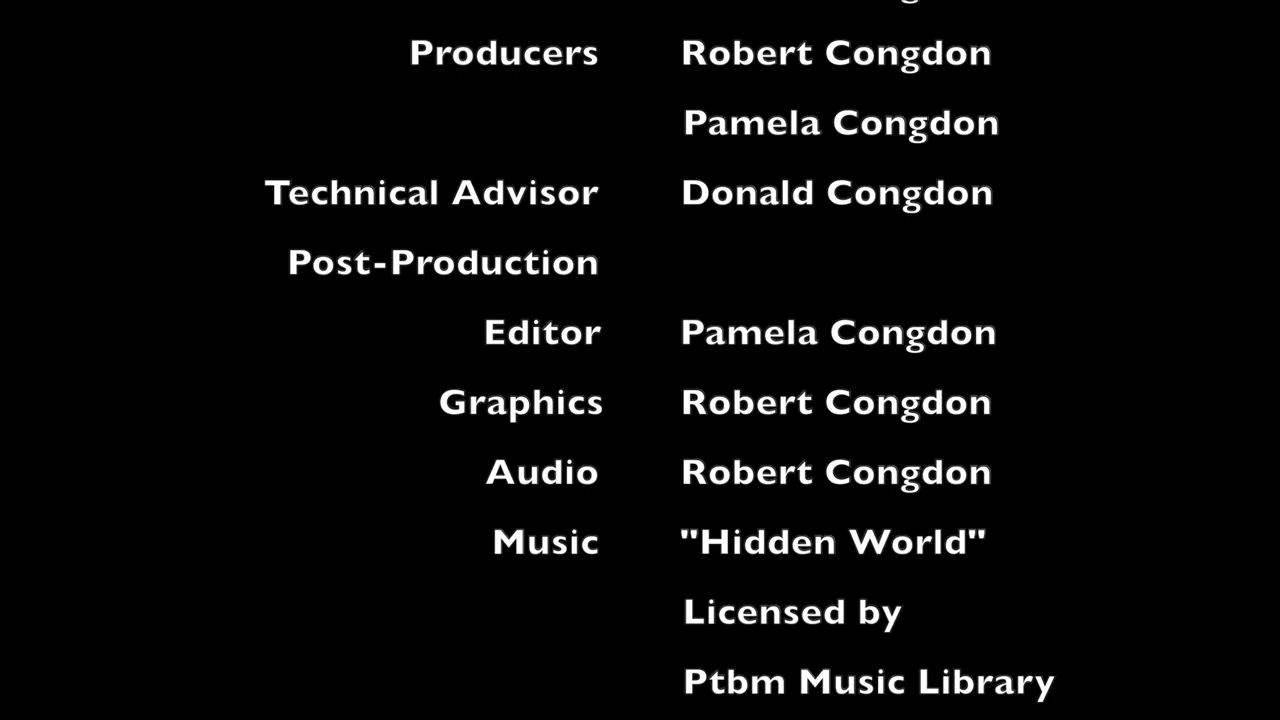 Producers Robert Congdon
Pamela Congdon
Technical Advisor Donald Congdon
Post-Production
Editor Pamela Congdon
Graphics Robert Congdon
Audio Robert Congdon
Music "Hidden World"
Licensed by
Ptbm Music Library